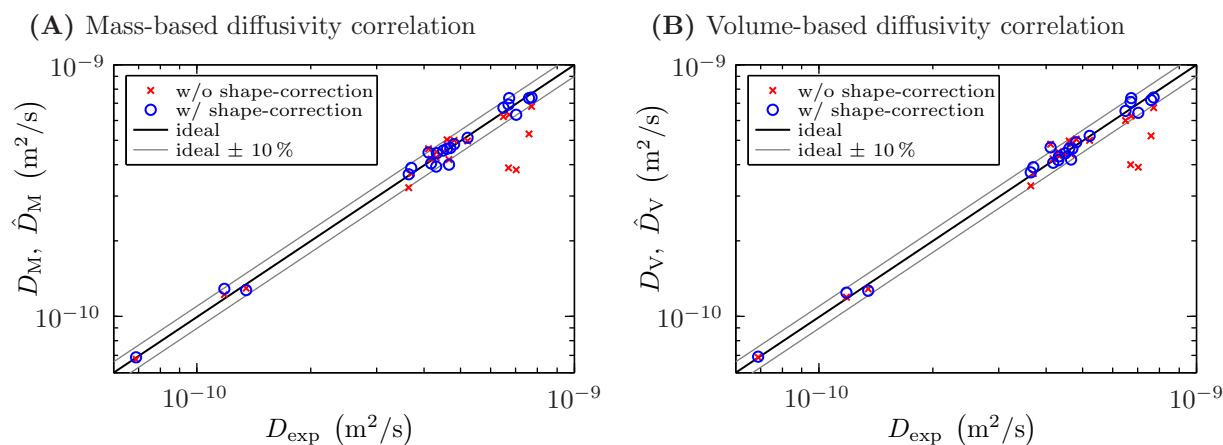 (A) Mass-based diffusivity correlation
10⁻⁹
w/o shape-correction
w/ shape-correction
ideal
ideal ± 10 %
D_M, D̂_M (m²/s)
10⁻¹⁰
10⁻¹⁰
10⁻⁹
D_exp (m²/s)
(B) Volume-based diffusivity correlation
10⁻⁹
w/o shape-correction
w/ shape-correction
ideal
ideal ± 10 %
D_V, D̂_V (m²/s)
10⁻¹⁰
10⁻¹⁰
10⁻⁹
D_exp (m²/s)